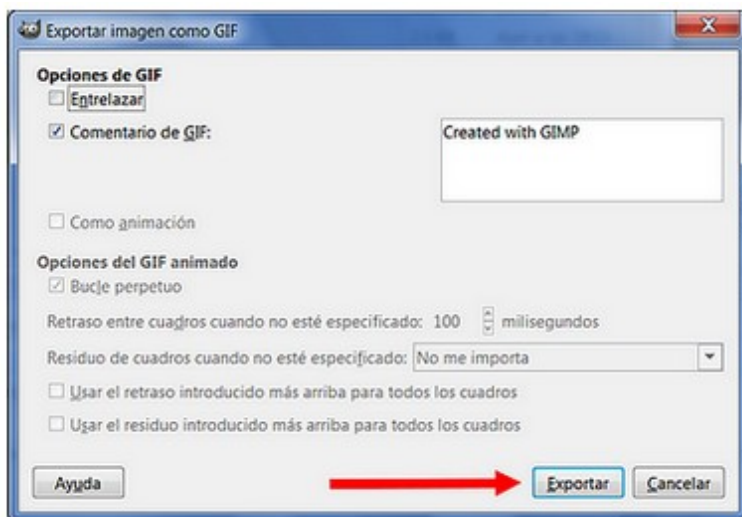 Exportar imagen como GIF
Opciones de GIF
Entrelazar
Comentario de GIF:
Created with GIMP
Como animación
Opciones del GIF animado
Bucle perpetuo
Retraso entre cuadros cuando no esté especificado: 100 milisegundos
Residuo de cuadros cuando no esté especificado: No me importa
Usar el retraso introducido más arriba para todos los cuadros
Usar el residuo introducido más arriba para todos los cuadros
Ayuda Exportar Cancelar